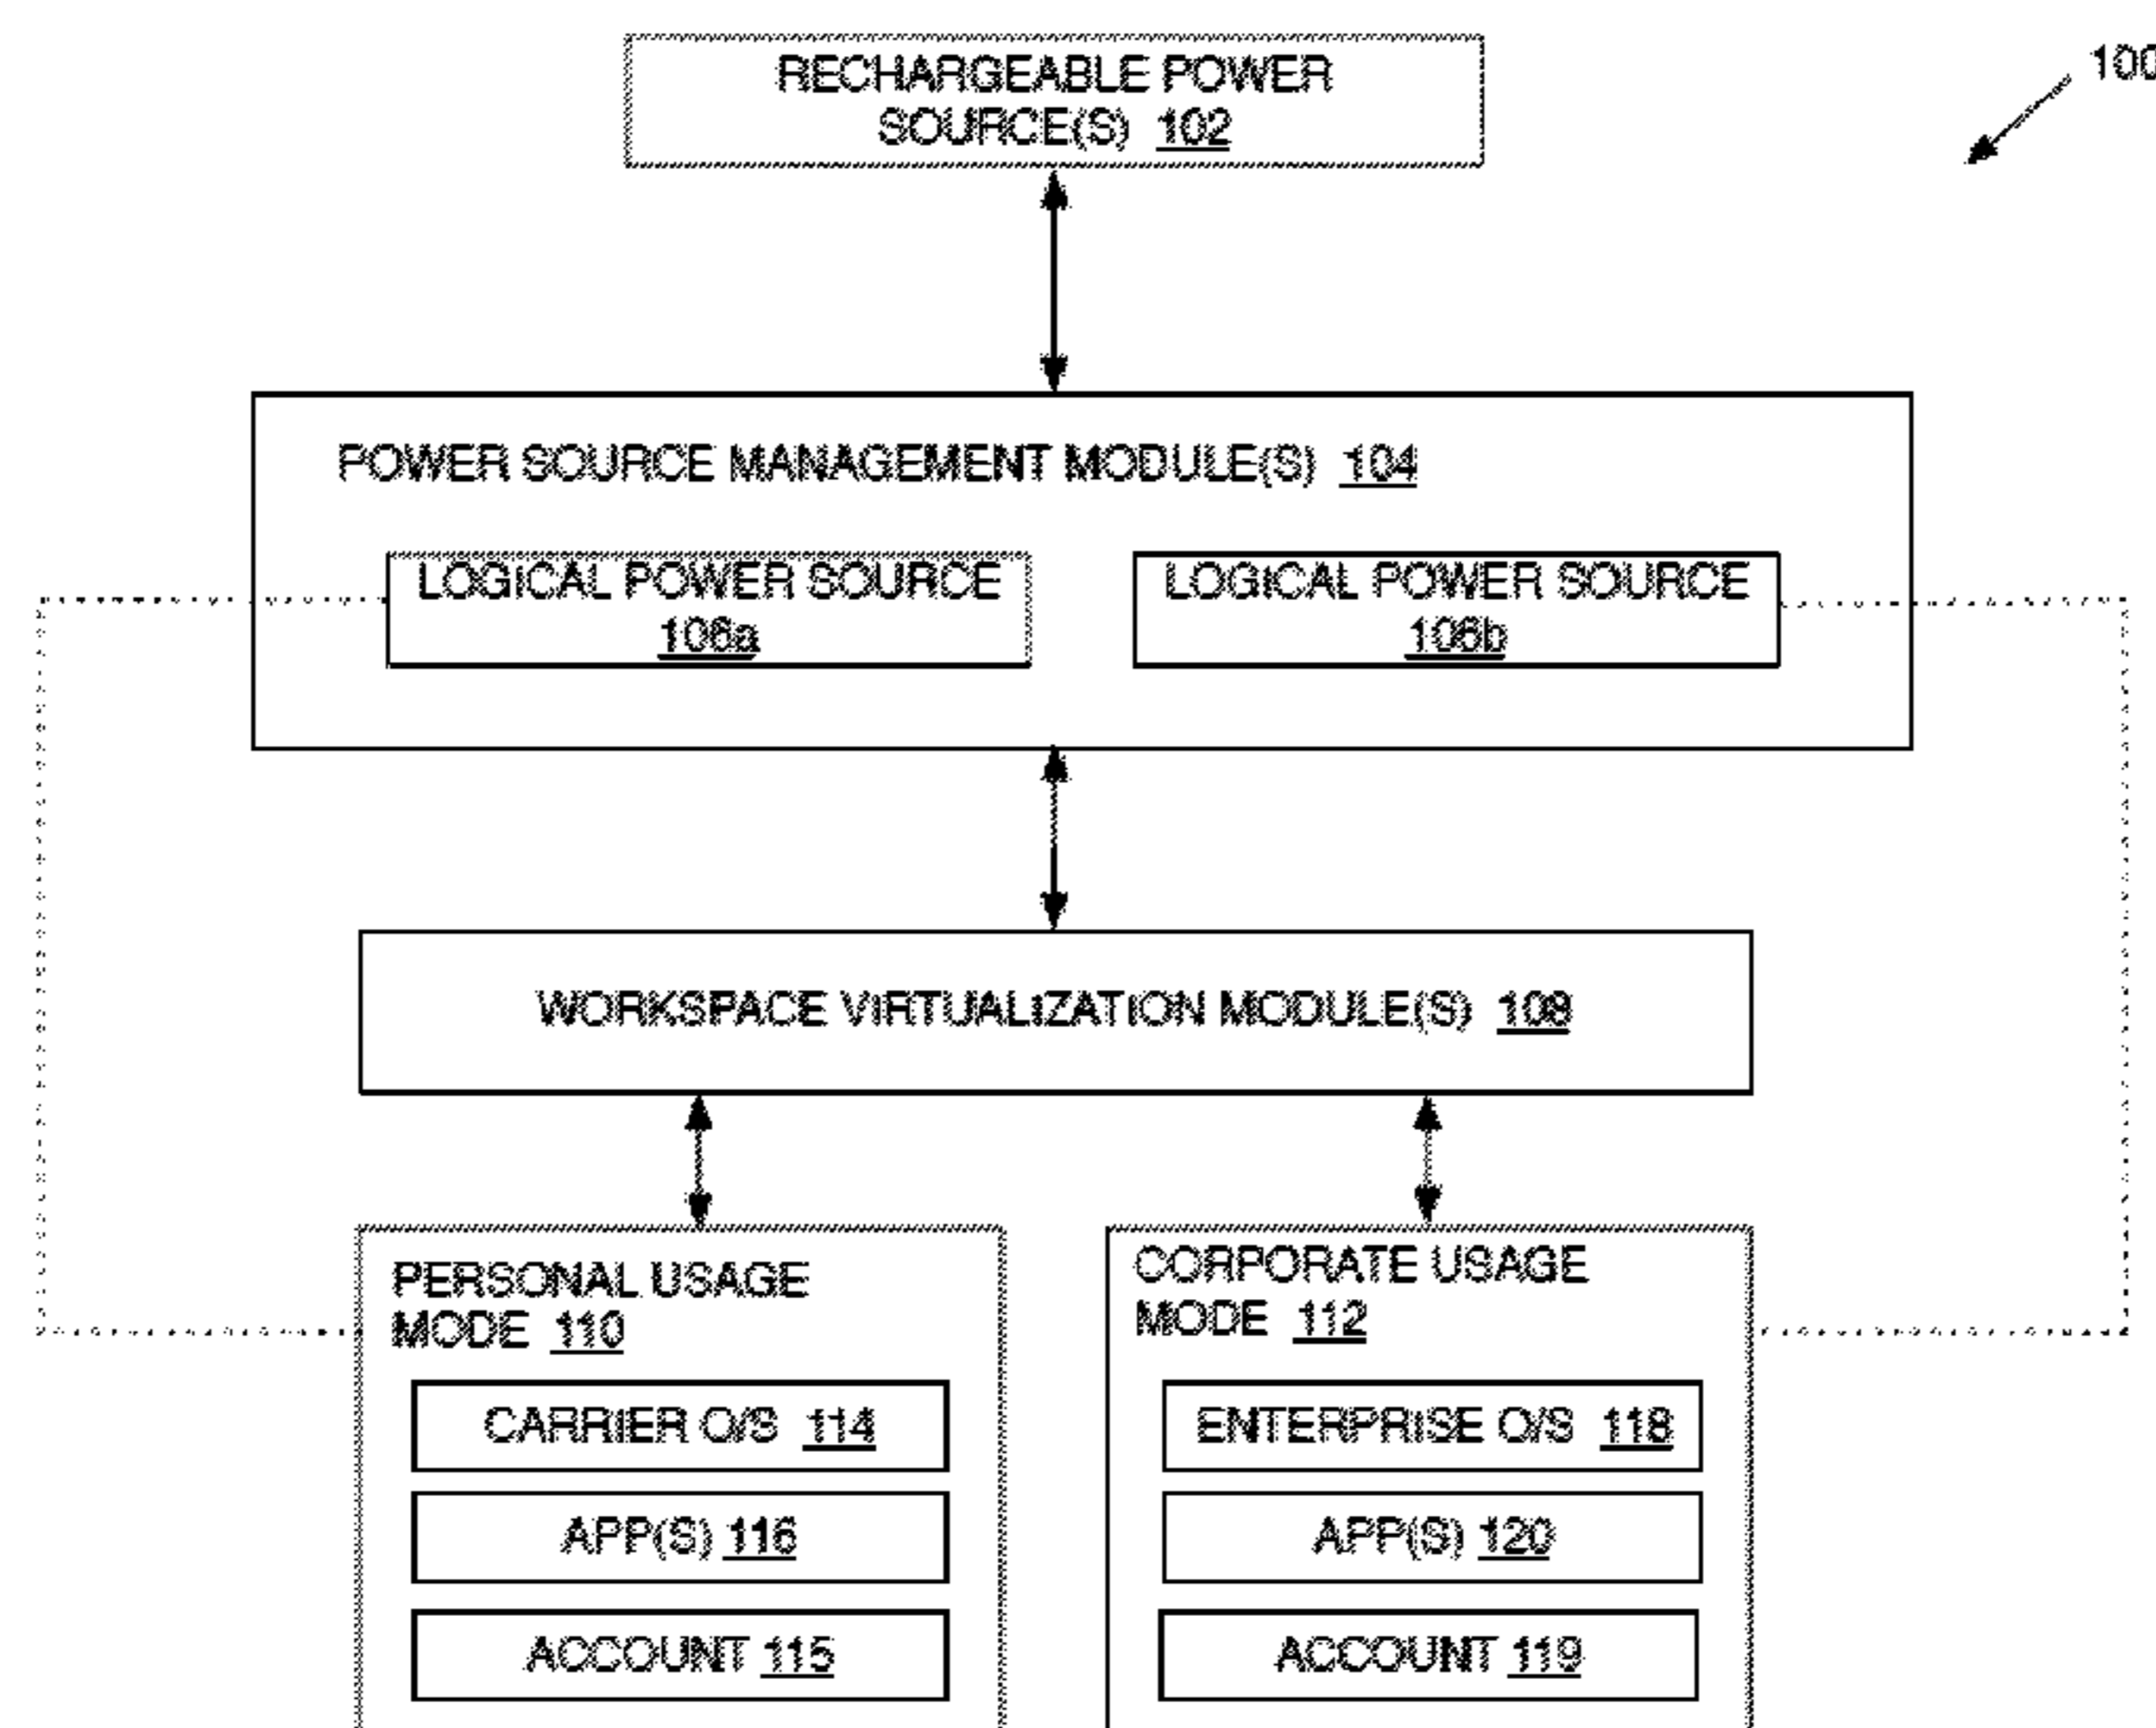 RECHARGEABLE POWER
SOURCE(S) 102
100
POWER SOURCE MANAGEMENT MODULE(S) 104
LOGICAL POWER SOURCE
106a
LOGICAL POWER SOURCE
106b
WORKSPACE VIRTUALIZATION MODULE(S) 108
PERSONAL USAGE
MODE 110
CARRIER O/S 114
APP(S) 116
ACCOUNT 115
CORPORATE USAGE
MODE 112
ENTERPRISE O/S 118
APP(S) 120
ACCOUNT 119